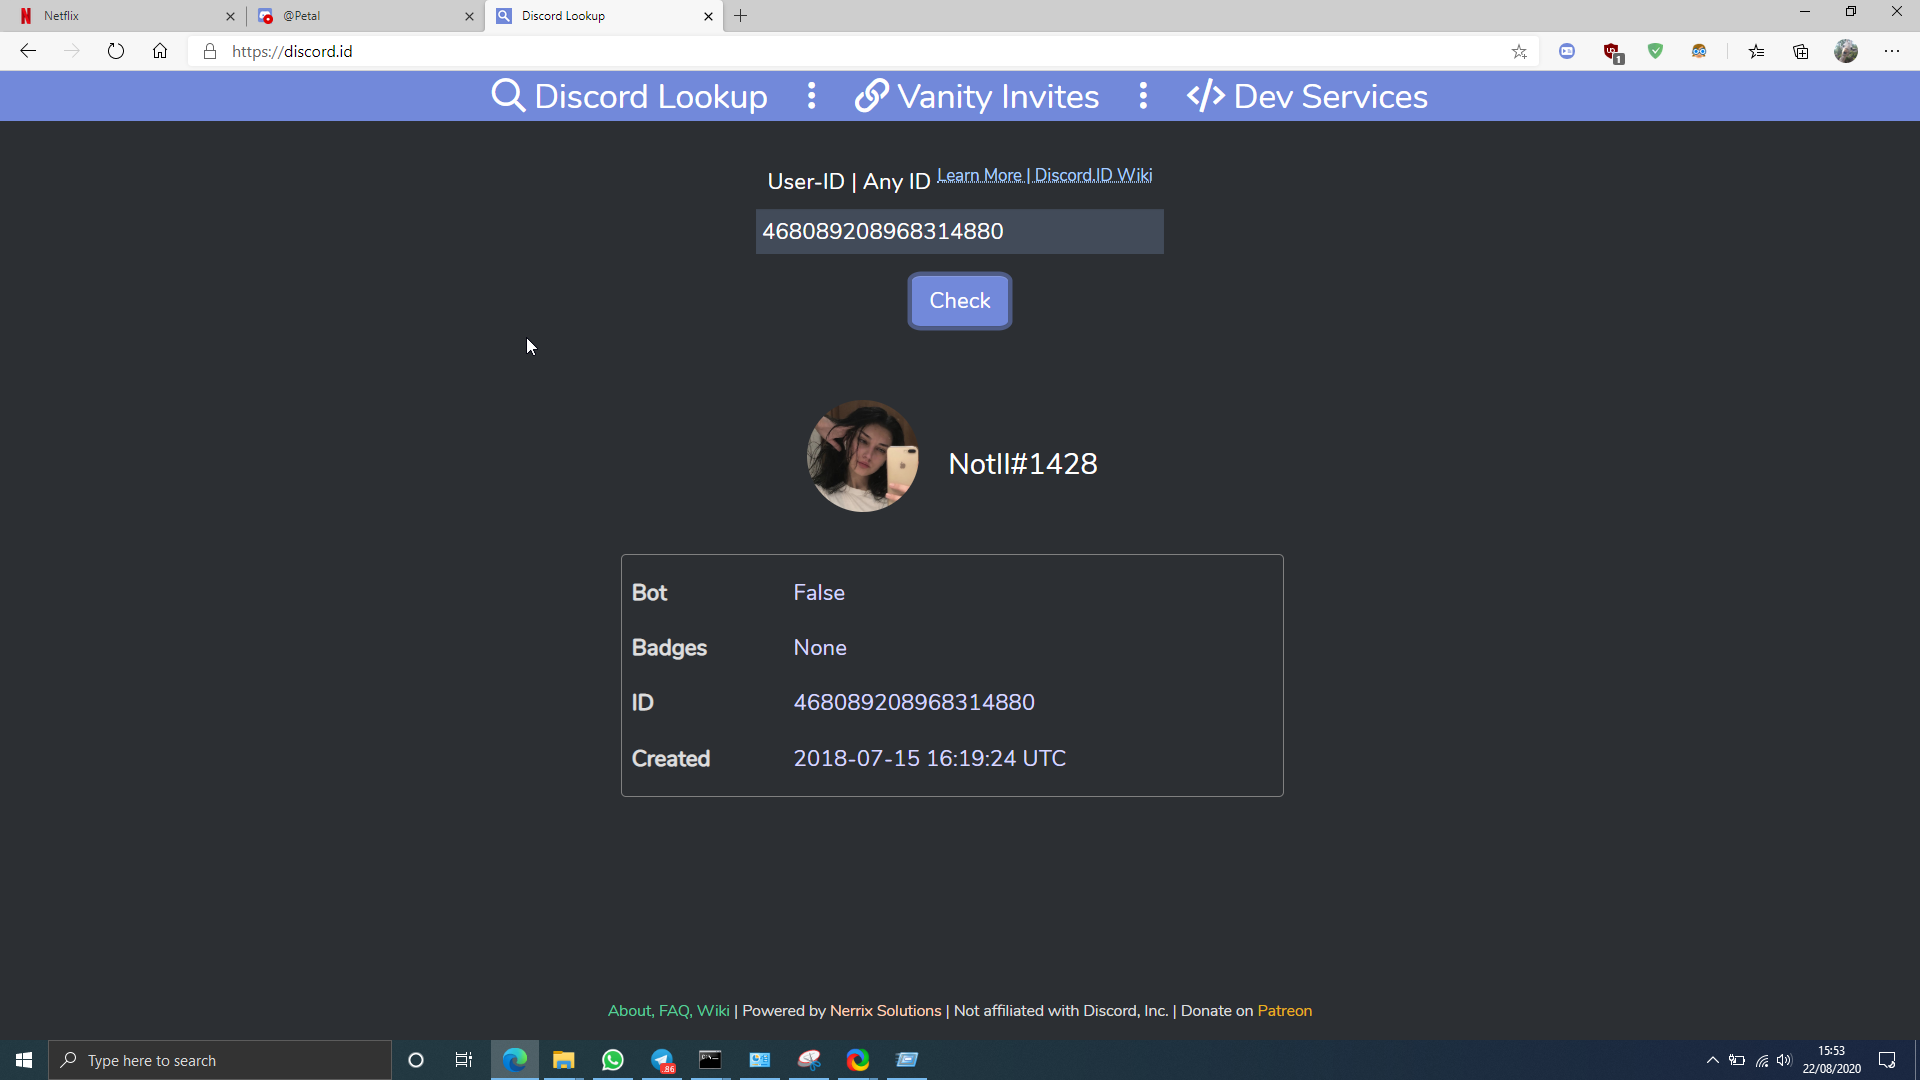 Netflix
@Petal
Discord Lookup
https://discord.id
1
Discord Lookup
Vanity Invites
Dev Services
User-ID | Any ID Learn More | Discord.ID Wiki
468089208968314880
Check
Notll#1428
Bot False
Badges None
ID 468089208968314880
Created 2018-07-15 16:19:24 UTC
About, FAQ, Wiki | Powered by Nerrix Solutions | Not affiliated with Discord, Inc. | Donate on Patreon
Type here to search
86
15:53
22/08/2020